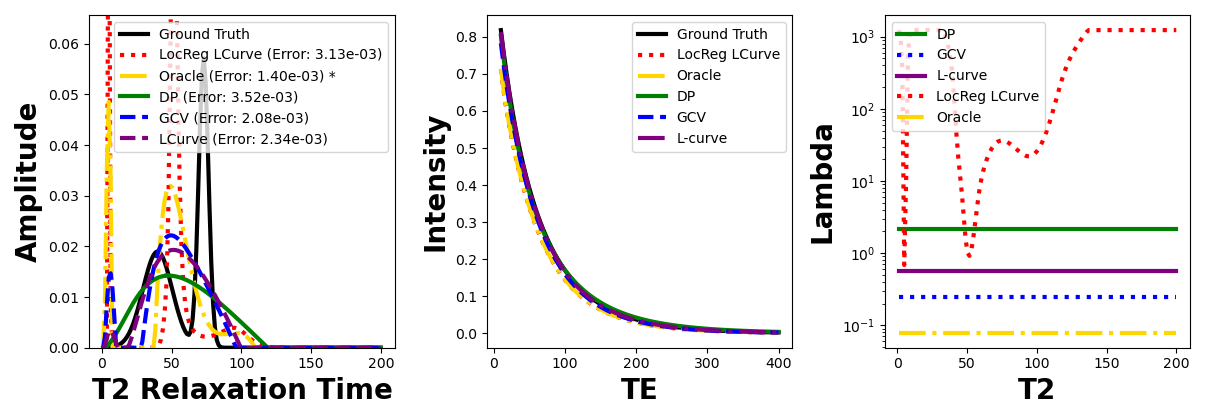 Amplitude
0.06
0.05
0.04
0.03
0.02
0.01
0.00
0
50
100
150
200
T2 Relaxation Time
Ground Truth
LocReg LCurve (Error: 3.13e-03)
Oracle (Error: 1.40e-03) *
DP (Error: 3.52e-03)
GCV (Error: 2.08e-03)
LCurve (Error: 2.34e-03)
Intensity
0.8
0.7
0.6
0.5
0.4
0.3
0.2
0.1
0.0
0
100
200
300
400
TE
Ground Truth
LocReg LCurve
Oracle
DP
GCV
L-curve
Lambda
10³
10²
10¹
10⁰
10⁻¹
0
50
100
150
200
T2
DP
GCV
L-curve
LocReg LCurve
Oracle